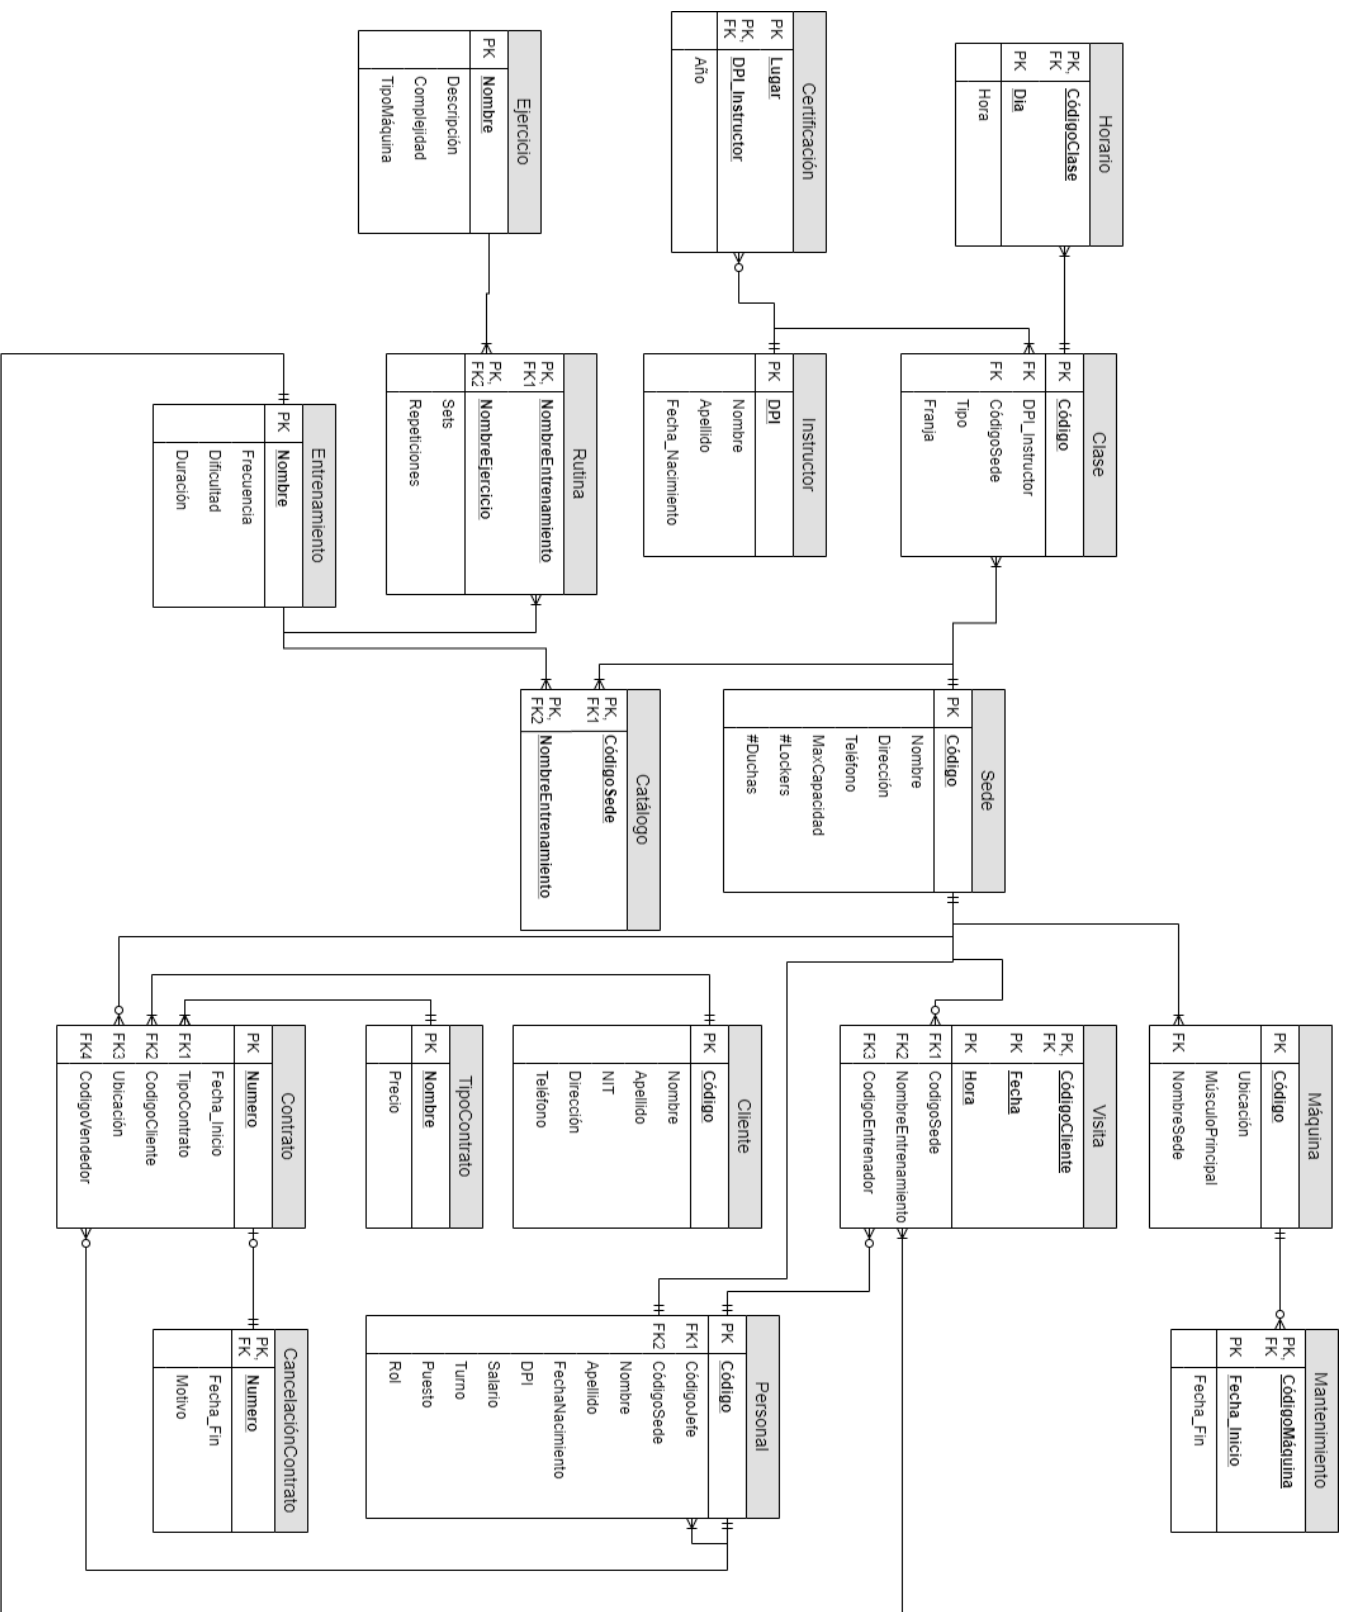 Horario
PK, FK CódigoClase
PK Dia
Hora
Certificación
PK Lugar
PK, FK DPI_Instructor
Año
Ejercicio
PK Nombre
Descripción
Complejidad
TipoMáquina
Clase
PK Código
FK DPI_Instructor
FK CódigoSede
Tipo
Franja
Instructor
PK DPI
Nombre
Apellido
Fecha_Nacimiento
Rutina
PK, FK1 NombreEntrenamiento
PK, FK2 NombreEjercicio
Sets
Repeticiones
Entrenamiento
PK Nombre
Frecuencia
Dificultad
Duración
Sede
PK Código
Nombre
Dirección
Teléfono
MaxCapacidad
#Lockers
#Duchas
Catálogo
PK, FK1 CódigoSede
PK, FK2 NombreEntrenamiento
Máquina
PK Código
Ubicación
MúsculoPrincipal
FK NombreSede
Visita
PK, FK CódigoCliente
PK Fecha
PK Hora
FK1 CodigoSede
FK2 NombreEntrenamiento
FK3 CodigoEntrenador
Cliente
PK Código
Nombre
Apellido
NIT
Dirección
Teléfono
TipoContrato
PK Nombre
Precio
Contrato
PK Numero
Fecha_Inicio
FK1 TipoContrato
FK2 CodigoCliente
FK3 Ubicación
FK4 CodigoVendedor
Mantenimiento
PK, FK CódigoMáquina
PK Fecha_Inicio
Fecha_Fin
Personal
PK Código
FK1 CódigoJefe
FK2 CódigoSede
Nombre
Apellido
FechaNacimiento
DPI
Salario
Turno
Puesto
Rol
CancelaciónContrato
PK, FK Numero
Fecha_Fin
Motivo